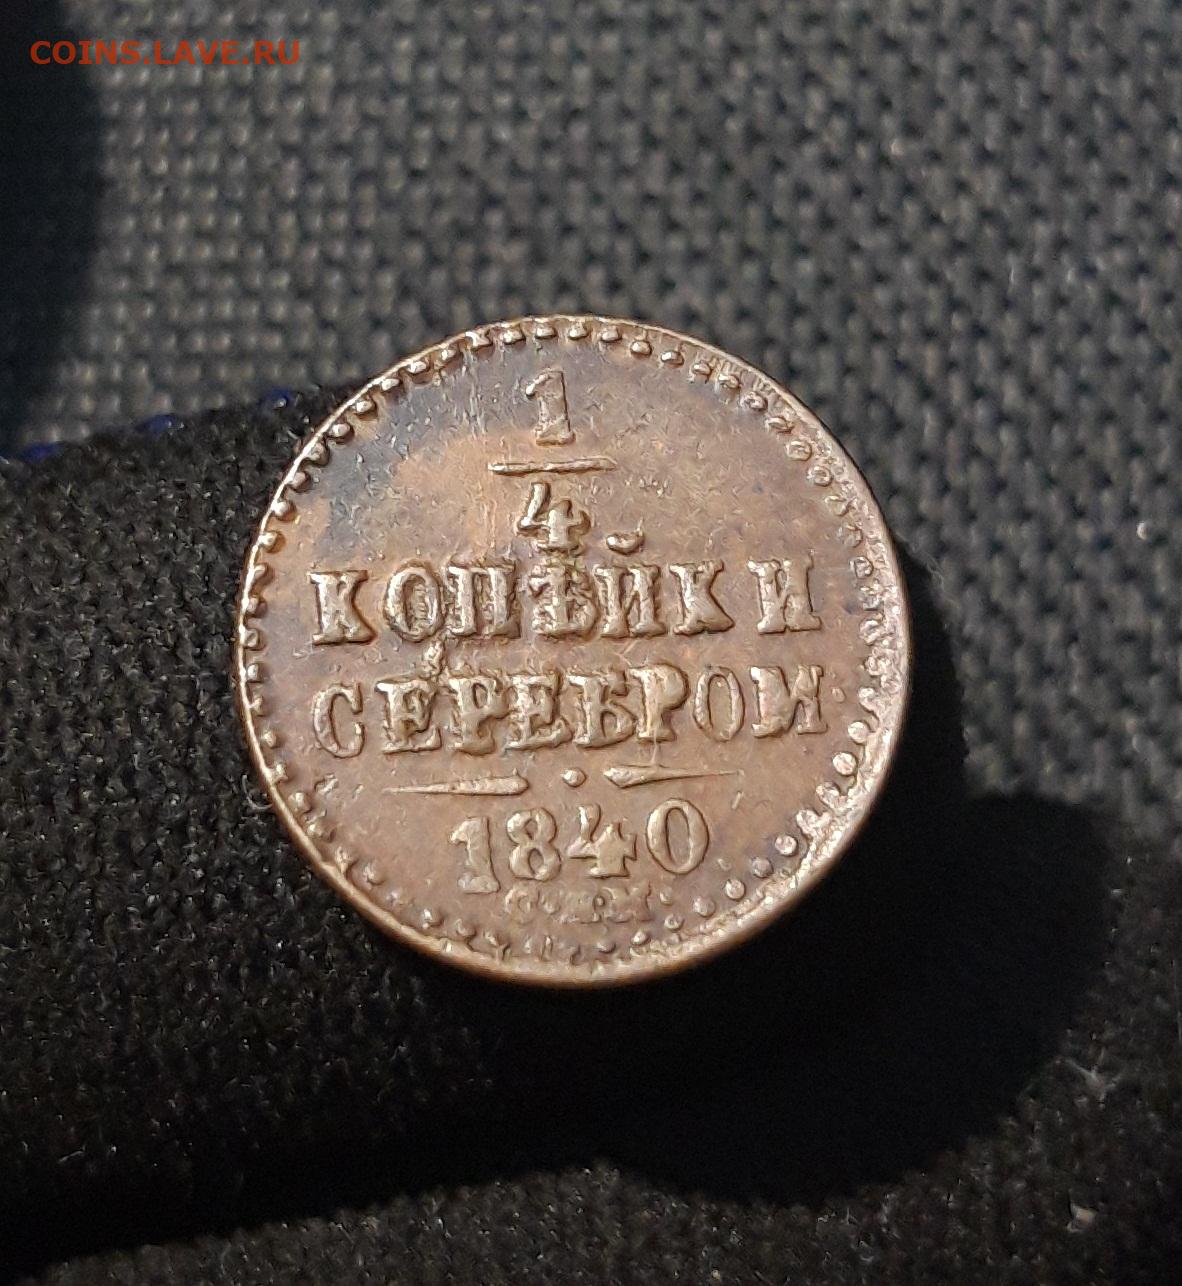 COINS.LAVE.RU
1
4
КОПѢЙКИ
СЕРЕБРОМ
1840